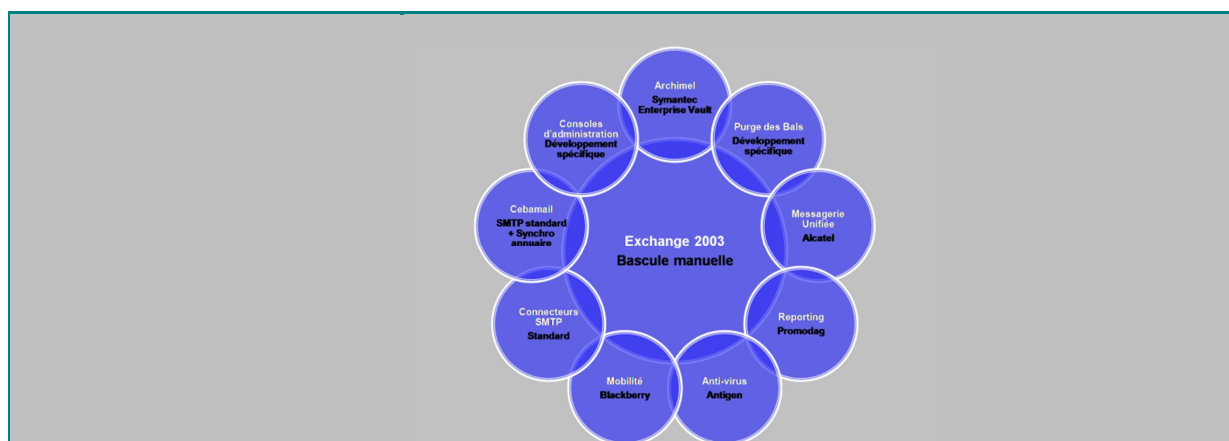 Archimel
Symantec
Enterprise Vault
Purge des Bals
Développement
spécifique
Messagerie
Unifiée
Alcatel
Reporting
Promodag
Anti-virus
Antigen
Mobilité
Blackberry
Connecteurs
SMTP
Standard
Cebamail
SMTP standard
+ Synchro
annuaire
Consoles
d'administration
Développement
spécifique
Exchange 2003
Bascule manuelle